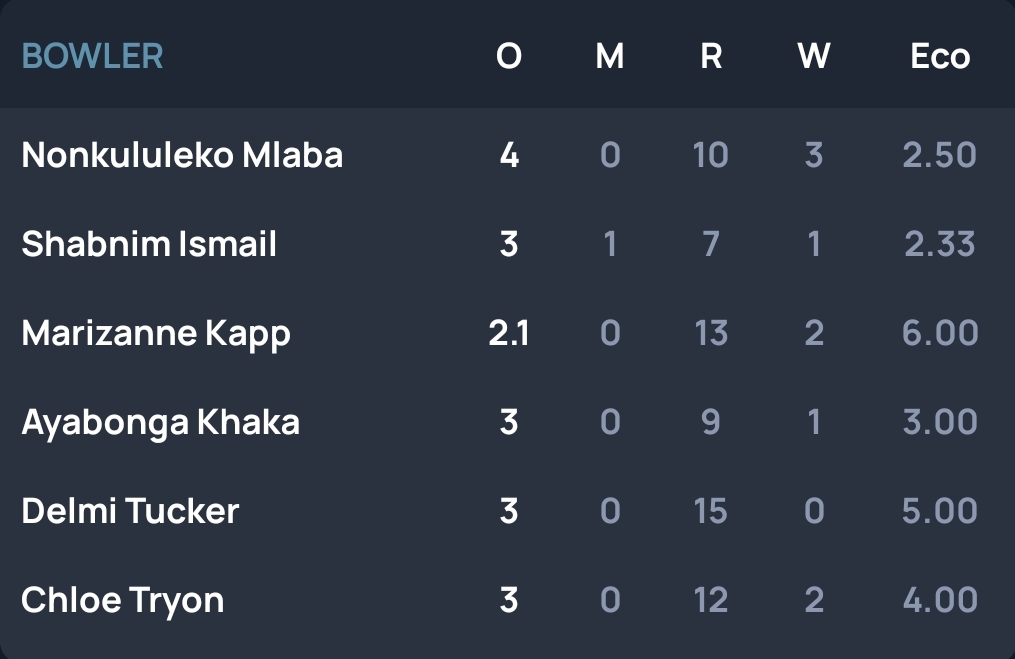 BOWLER O M R W Eco
Nonkululeko Mlaba 4 0 10 3 2.50
Shabnim Ismail 3 1 7 1 2.33
Marizanne Kapp 2.1 0 13 2 6.00
Ayabonga Khaka 3 0 9 1 3.00
Delmi Tucker 3 0 15 0 5.00
Chloe Tryon 3 0 12 2 4.00